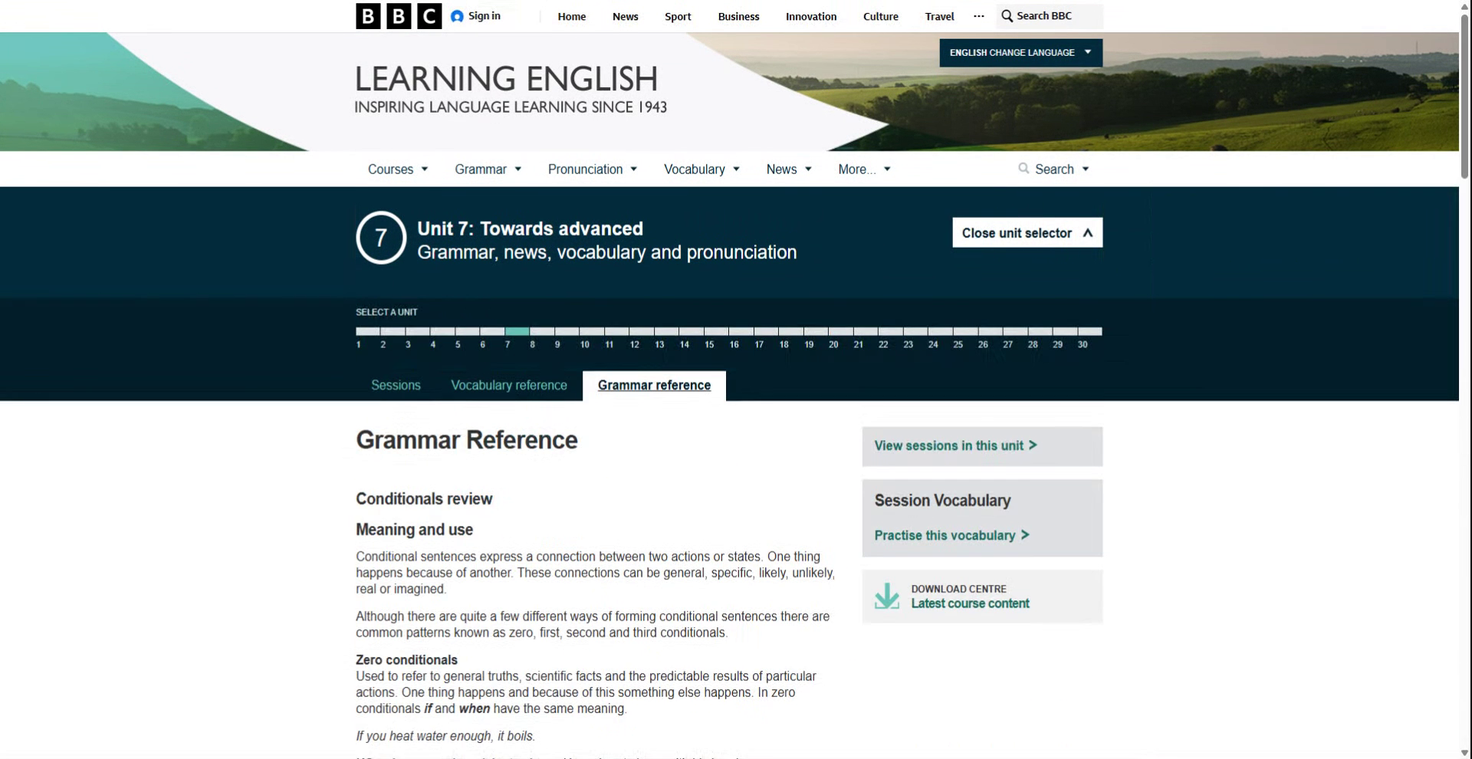 BBC Sign in Home News Sport Business Innovation Culture Travel ... Search BBC
ENGLISH CHANGE LANGUAGE
LEARNING ENGLISH
INSPIRING LANGUAGE LEARNING SINCE 1943
Courses Grammar Pronunciation Vocabulary News More... Search
7
Unit 7: Towards advanced
Grammar, news, vocabulary and pronunciation
Close unit selector
SELECT A UNIT
1 2 3 4 5 6 7 8 9 10 11 12 13 14 15 16 17 18 19 20 21 22 23 24 25 26 27 28 29 30
Sessions Vocabulary reference Grammar reference
Grammar Reference
Conditionals review
Meaning and use
Conditional sentences express a connection between two actions or states. One thing
happens because of another. These connections can be general, specific, likely, unlikely,
real or imagined.
Although there are quite a few different ways of forming conditional sentences there are
common patterns known as zero, first, second and third conditionals.
Zero conditionals
Used to refer to general truths, scientific facts and the predictable results of particular
actions. One thing happens and because of this something else happens. In zero
conditionals if and when have the same meaning.
If you heat water enough, it boils.
View sessions in this unit >
Session Vocabulary
Practise this vocabulary >
DOWNLOAD CENTRE
Latest course content